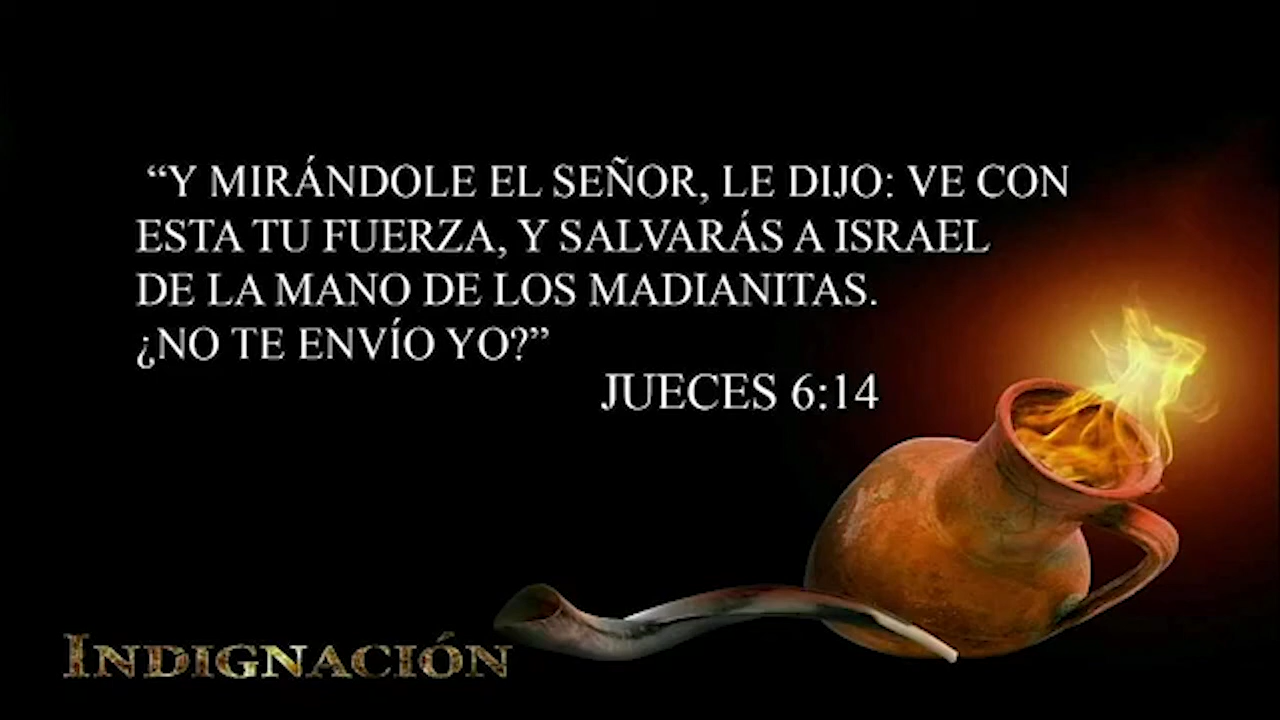 “Y MIRÁNDOLE EL SEÑOR, LE DIJO: VE CON
ESTA TU FUERZA, Y SALVARÁS A ISRAEL
DE LA MANO DE LOS MADIANITAS.
¿NO TE ENVÍO YO?”
JUECES 6:14
INDIGNACIÓN